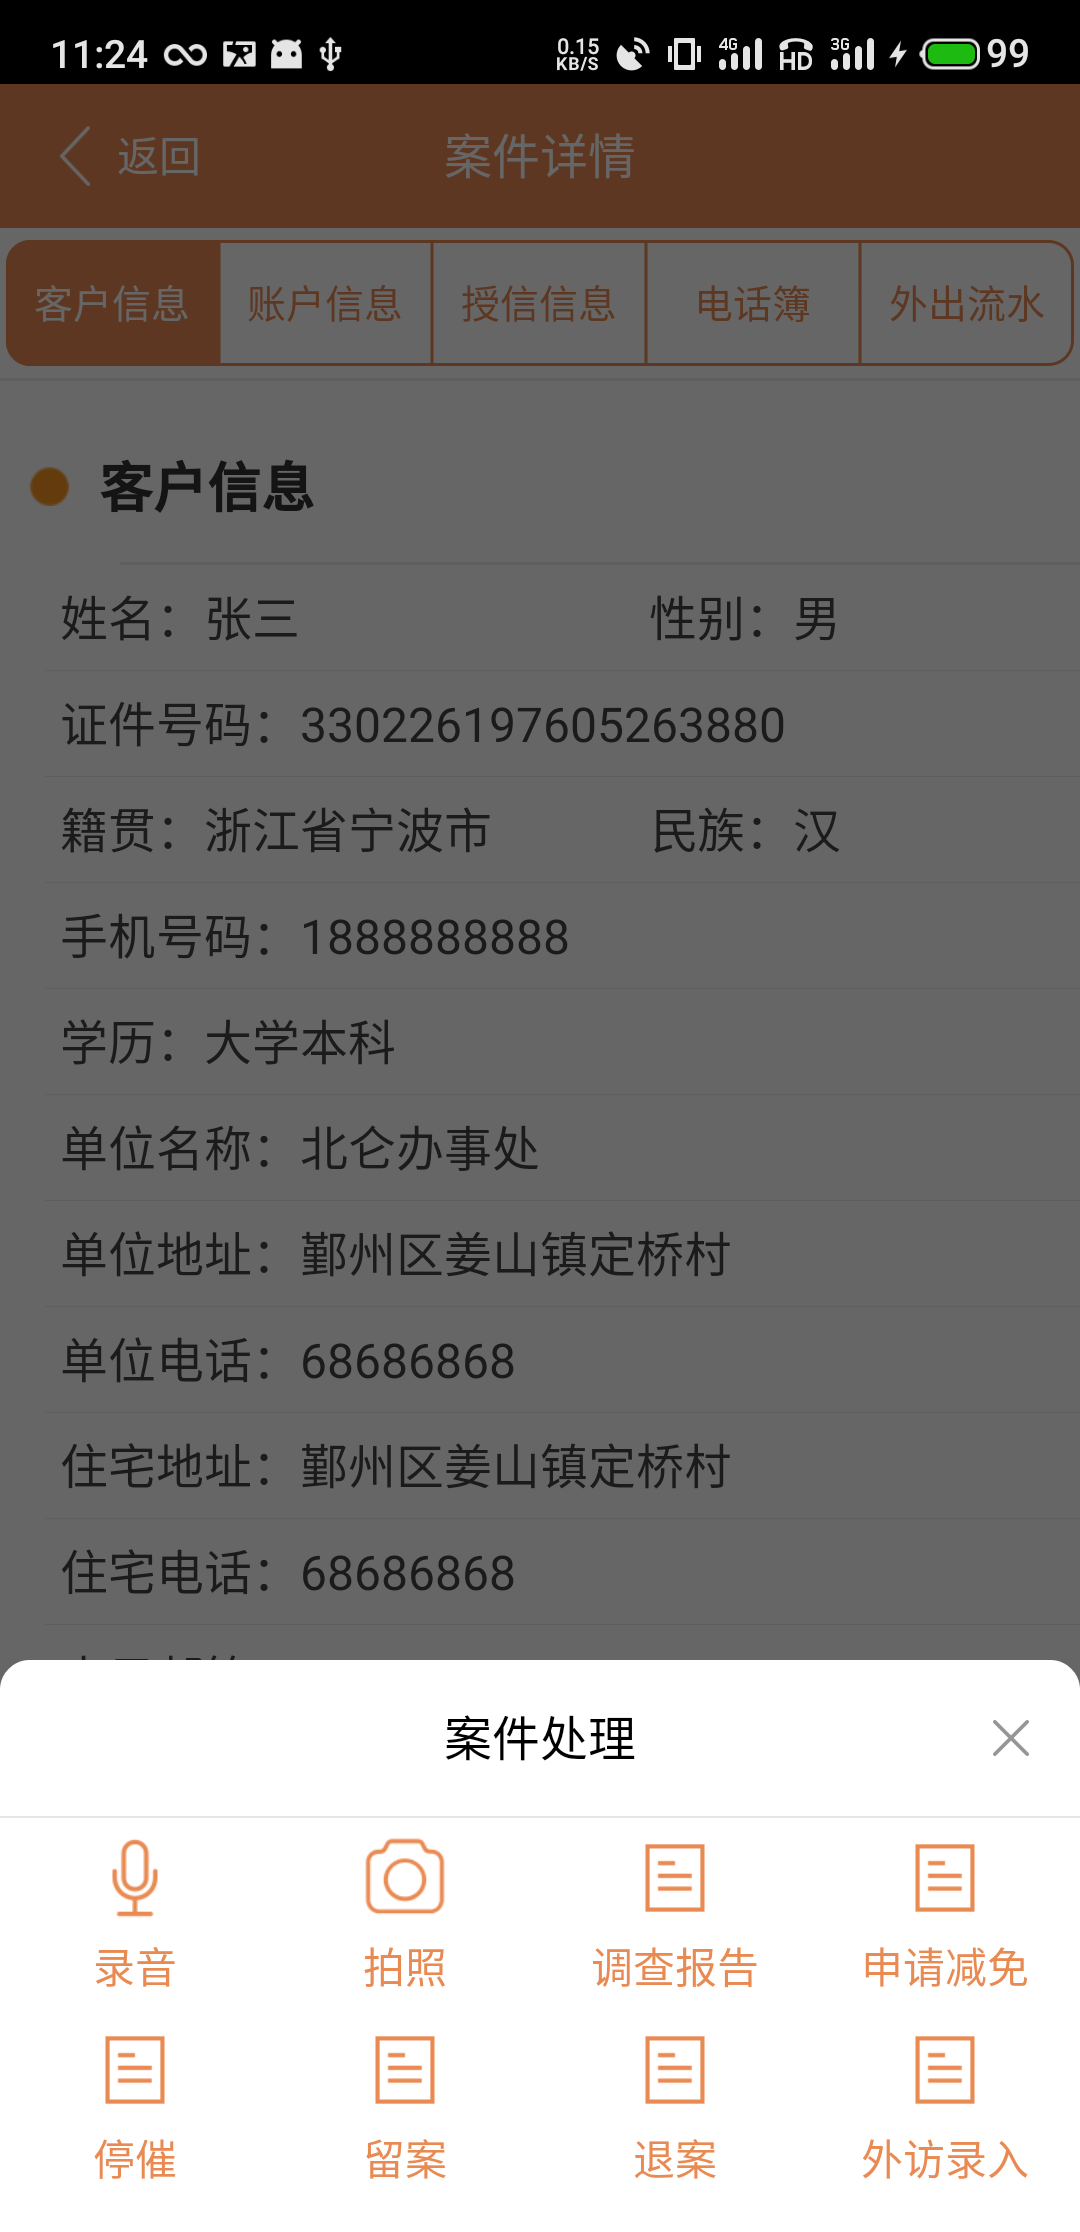 11:24 0.15 KB/S 4G HD 3G 99
返回 案件详情
客户信息 账户信息 授信信息 电话簿 外出流水
客户信息
姓名：张三 性别：男
证件号码：330226197605263880
籍贯：浙江省宁波市 民族：汉
手机号码：1888888888
学历：大学本科
单位名称：北仑办事处
单位地址：鄞州区姜山镇定桥村
单位电话：68686868
住宅地址：鄞州区姜山镇定桥村
住宅电话：68686868
案件处理
录音 拍照 调查报告 申请减免
停催 留案 退案 外访录入